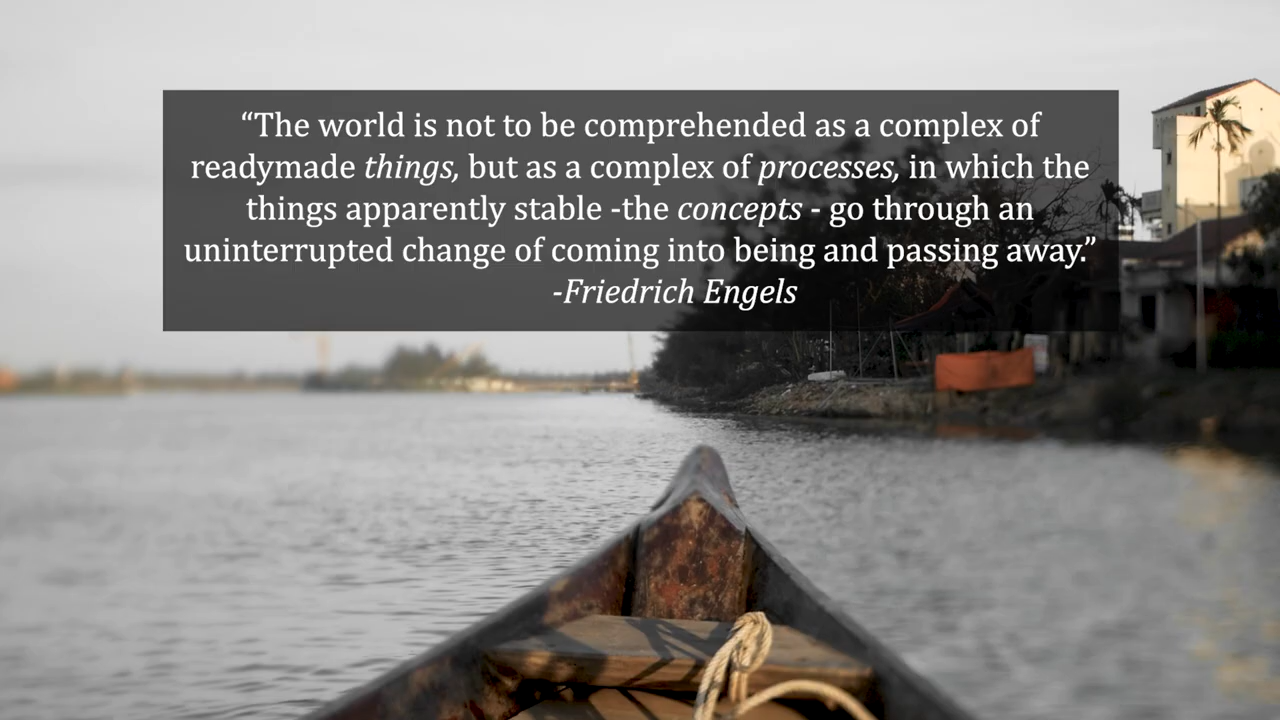 “The world is not to be comprehended as a complex of
readymade things, but as a complex of processes, in which the
things apparently stable -the concepts - go through an
uninterrupted change of coming into being and passing away.”
-Friedrich Engels